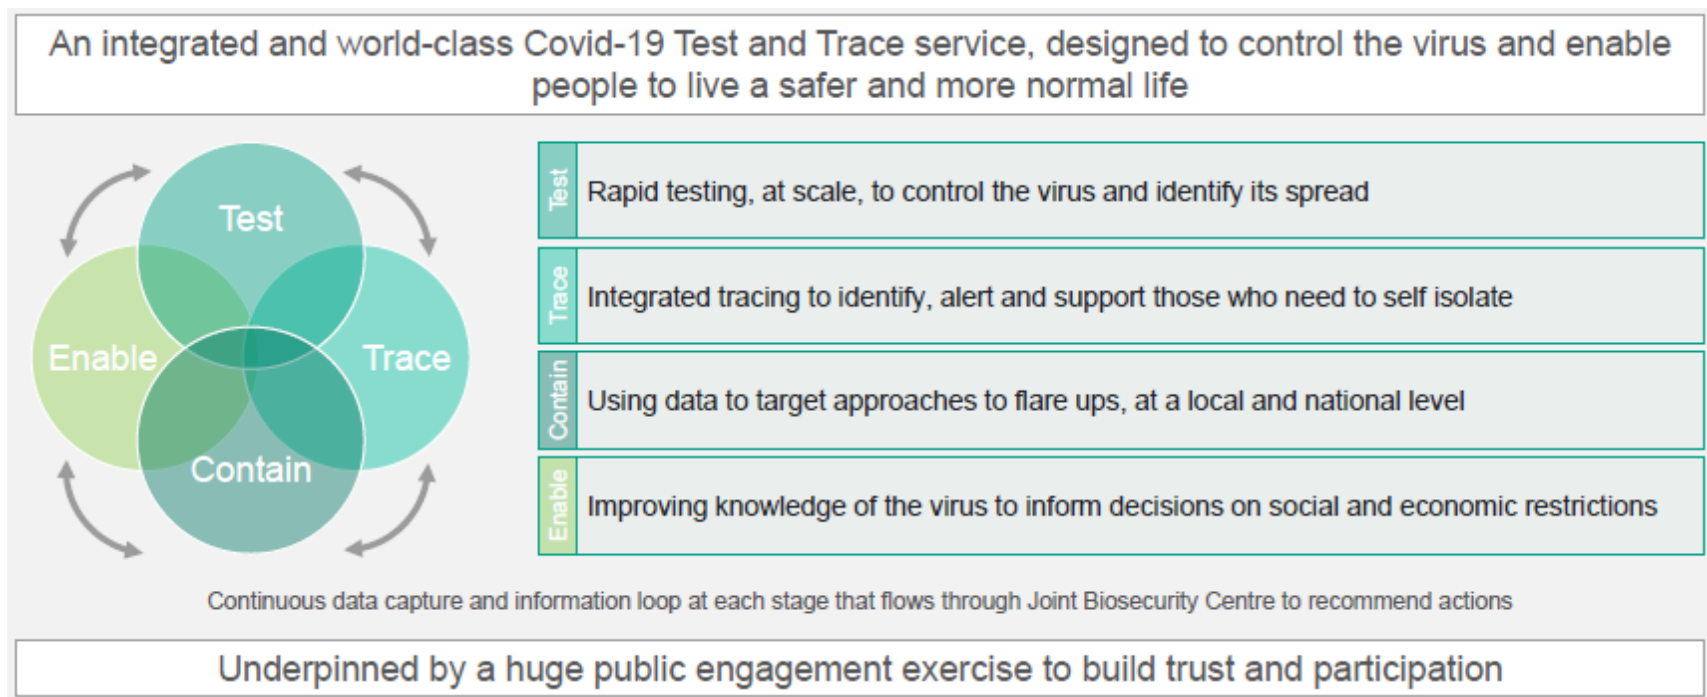 An integrated and world-class Covid-19 Test and Trace service, designed to control the virus and enable
people to live a safer and more normal life
Test
Enable
Trace
Contain
Test
Rapid testing, at scale, to control the virus and identify its spread
Trace
Integrated tracing to identify, alert and support those who need to self isolate
Contain
Using data to target approaches to flare ups, at a local and national level
Enable
Improving knowledge of the virus to inform decisions on social and economic restrictions
Continuous data capture and information loop at each stage that flows through Joint Biosecurity Centre to recommend actions
Underpinned by a huge public engagement exercise to build trust and participation